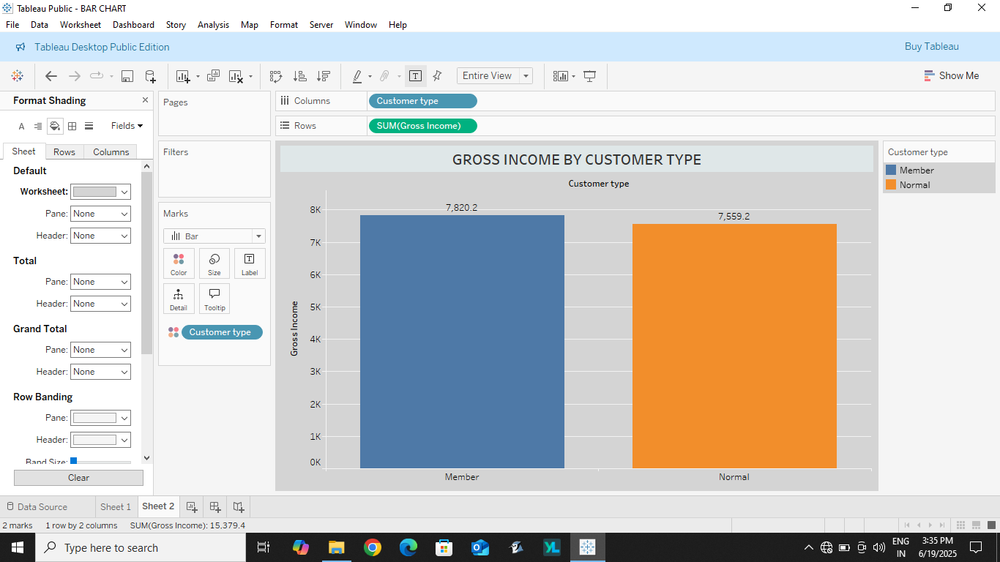 Tableau Public - BAR CHART
File Data Worksheet Dashboard Story Analysis Map Format Server Window Help
Tableau Desktop Public Edition Buy Tableau
Entire View Show Me
Format Shading
Fields
Sheet Rows Columns
Default
Worksheet:
Pane: None
Header: None
Total
Pane: None
Header: None
Grand Total
Pane: None
Header: None
Row Banding
Pane:
Header:
Band Size:
Clear
Pages
Filters
Marks
Bar
Color Size Label
Detail Tooltip
Customer type
Columns Customer type
Rows SUM(Gross Income)
GROSS INCOME BY CUSTOMER TYPE
Customer type
7,820.2
7,559.2
8K
7K
6K
5K
4K
3K
2K
1K
0K
Gross Income
Member Normal
Customer type
Member
Normal
Data Source Sheet 1 Sheet 2
2 marks 1 row by 2 columns SUM(Gross Income): 15,379.4
Type here to search
YL
ENG
IN
3:35 PM
6/19/2025